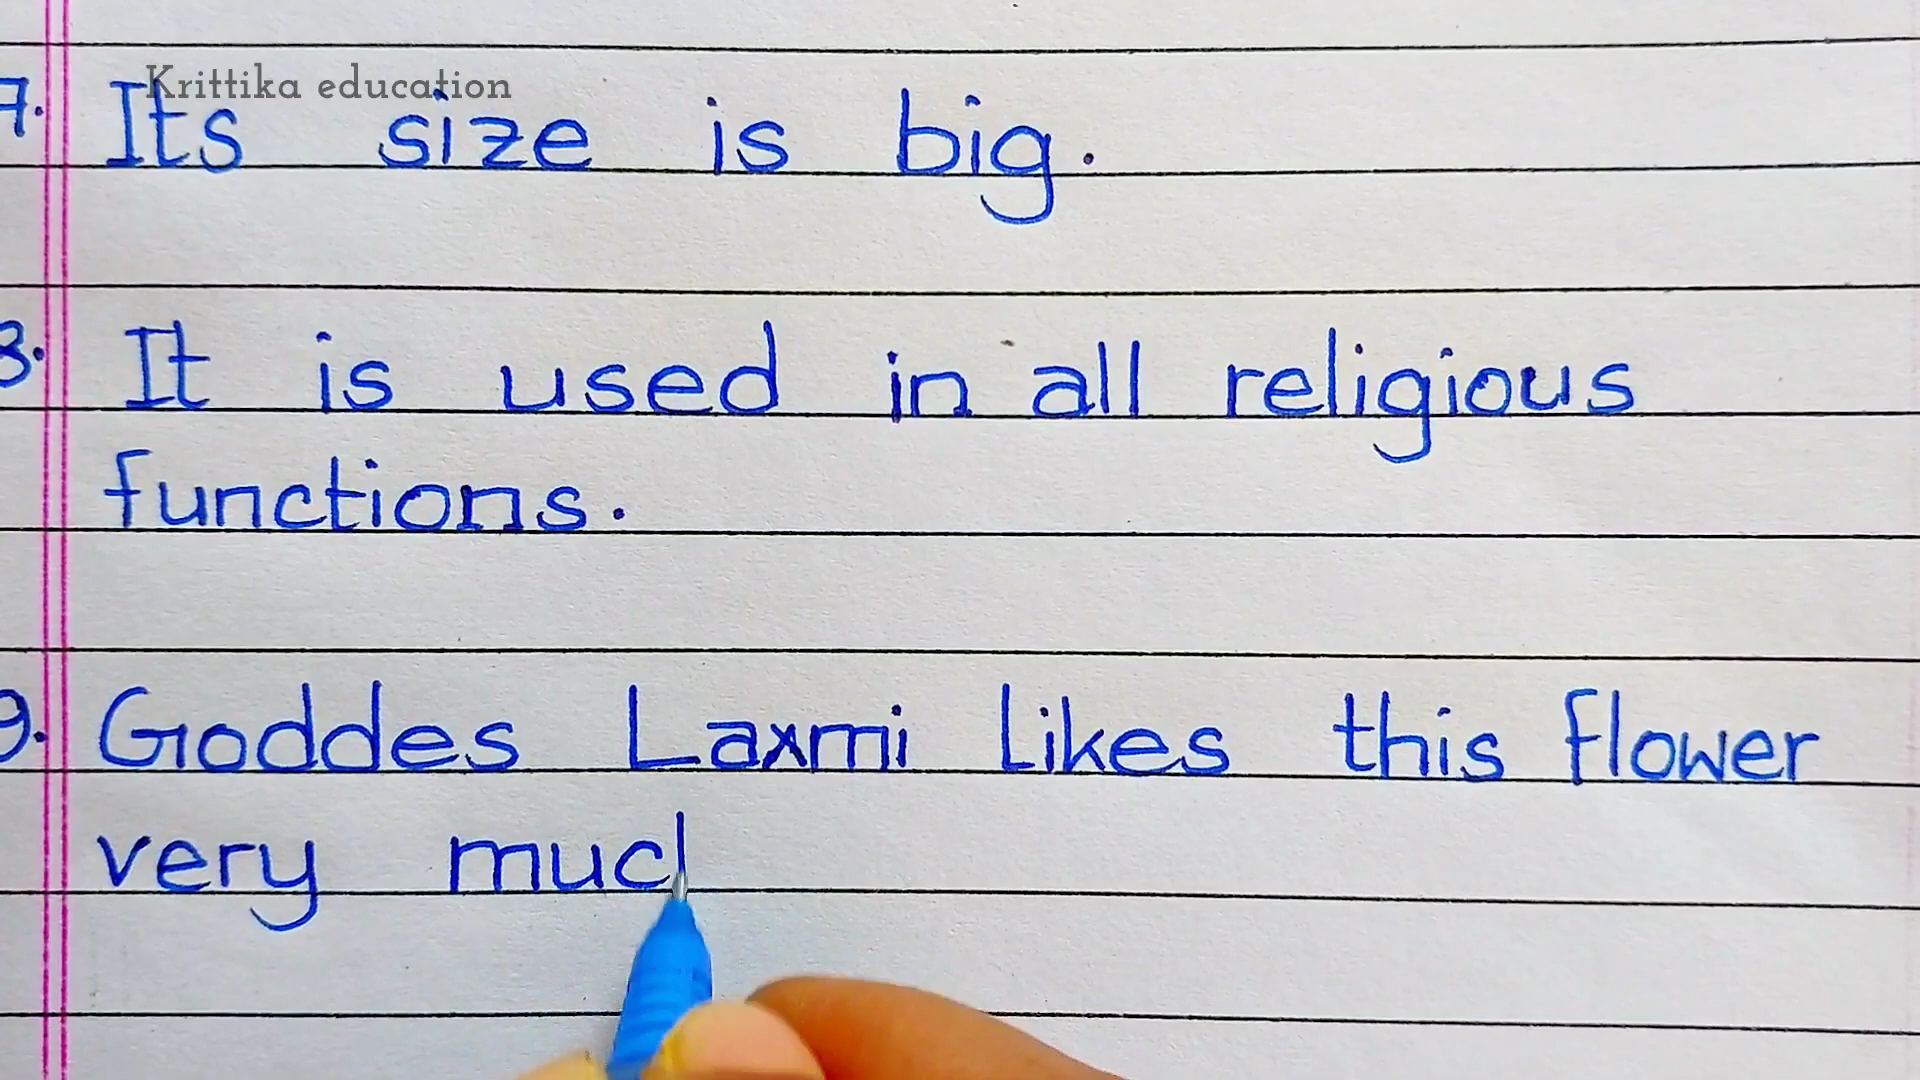 Krittika education
7. Its size is big.
8. It is used in all religious
functions.
9. Goddes Laxmi likes this flower
very muc